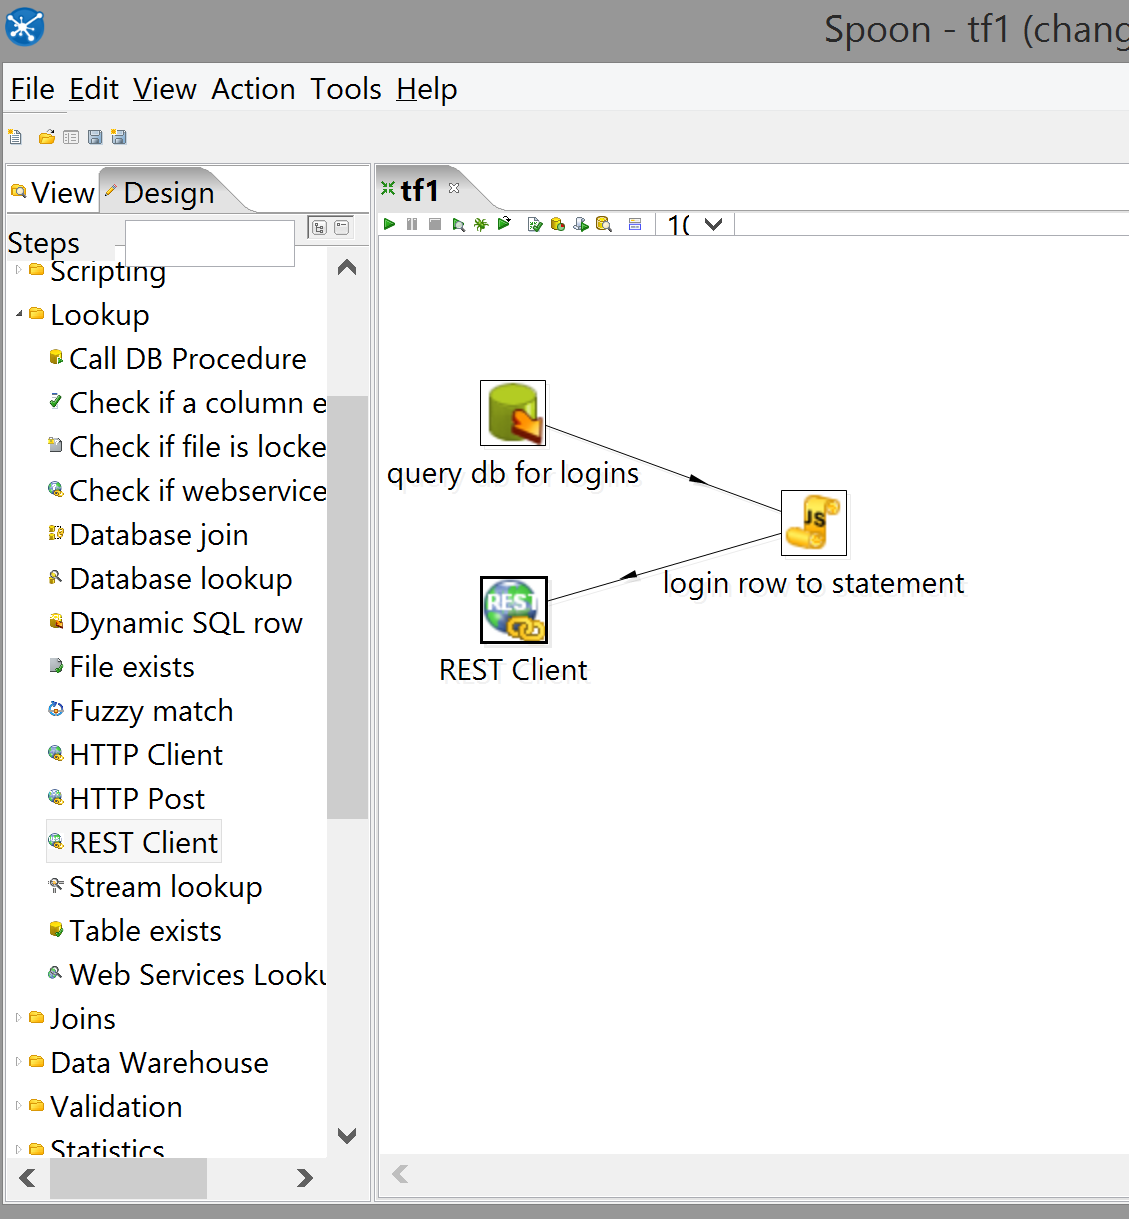 Spoon - tf1 (chang
File Edit View Action Tools Help
View Design
tf1
Steps
Scripting
Lookup
Call DB Procedure
Check if a column e
Check if file is locke
Check if webservice
Database join
Database lookup
Dynamic SQL row
File exists
Fuzzy match
HTTP Client
HTTP Post
REST Client
Stream lookup
Table exists
Web Services Looku
Joins
Data Warehouse
Validation
Statistics
query db for logins
JS
login row to statement
REST
REST Client